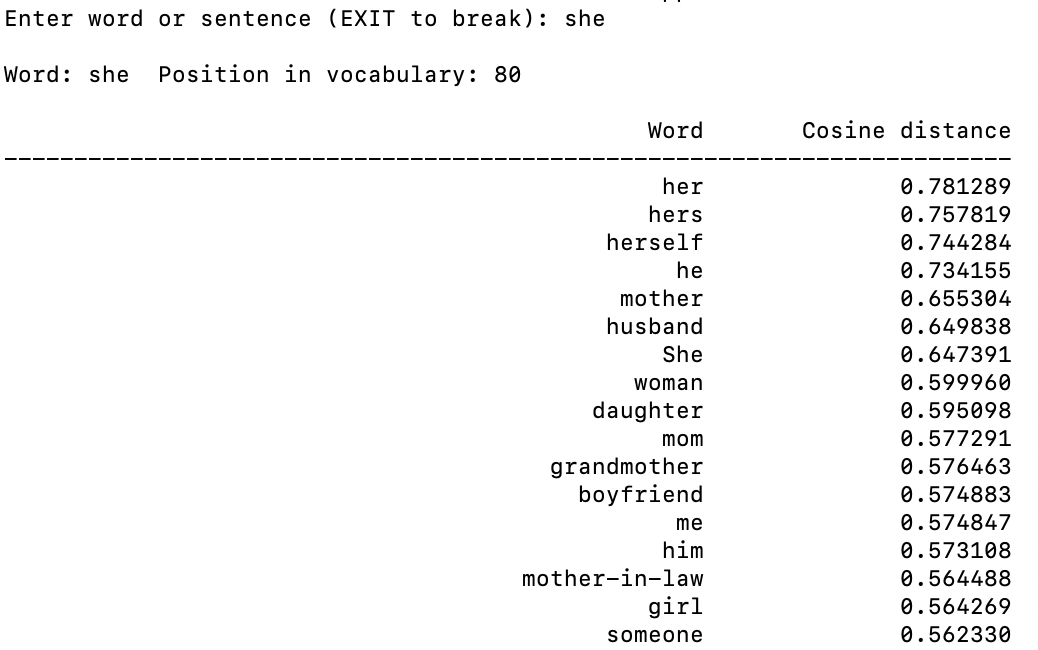 Enter word or sentence (EXIT to break): she
Word: she  Position in vocabulary: 80
Word       Cosine distance
------------------------------------------------------------------------
her              0.781289
hers              0.757819
herself              0.744284
he              0.734155
mother              0.655304
husband              0.649838
She              0.647391
woman              0.599960
daughter              0.595098
mom              0.577291
grandmother              0.576463
boyfriend              0.574883
me              0.574847
him              0.573108
mother-in-law              0.564488
girl              0.564269
someone              0.562330